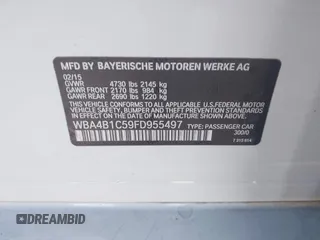 MFD BY BAYERISCHE MOTOREN WERKE AG
02/15
GVWR 4730 lbs 2145 kg
GAWR FRONT 2170 lbs 984 kg
GAWR REAR 2690 lbs 1220 kg
THIS VEHICLE CONFORMS TO ALL APPLICABLE U.S. FEDERAL MOTOR
VEHICLE SAFETY, BUMPER AND THEFT PREVENTION STANDARDS IN
EFFECT ON THE DATE OF MANUFACTURE SHOWN ABOVE.
WBA4B1C59FD955497 TYPE: PASSENGER CAR
300/0
DREAMBID